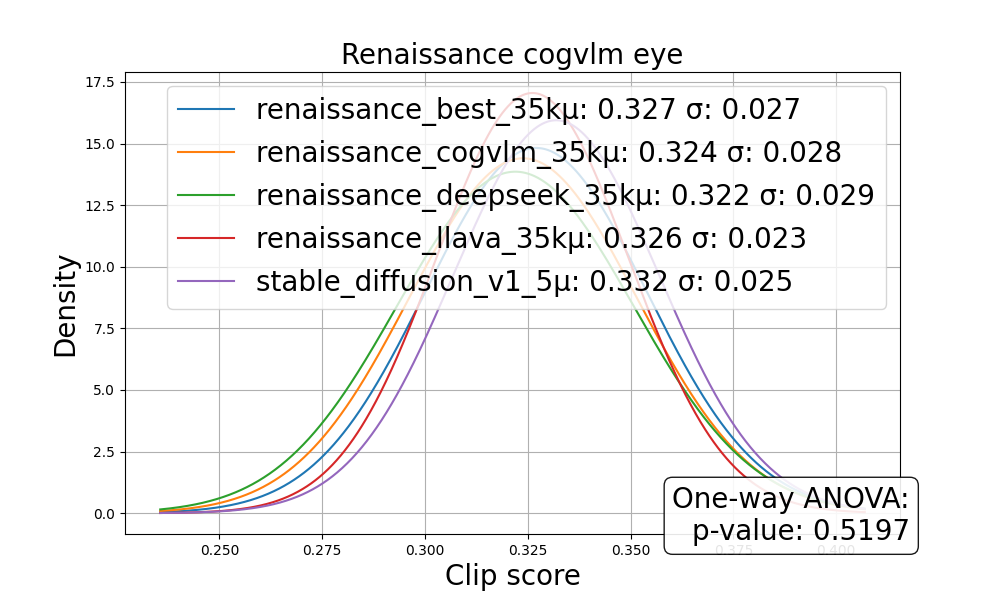 Renaissance cogvlm eye
17.5
15.0
12.5
10.0
7.5
5.0
2.5
0.0
Density
renaissance_best_35kμ: 0.327 σ: 0.027
renaissance_cogvlm_35kμ: 0.324 σ: 0.028
renaissance_deepseek_35kμ: 0.322 σ: 0.029
renaissance_llava_35kμ: 0.326 σ: 0.023
stable_diffusion_v1_5μ: 0.332 σ: 0.025
One-way ANOVA:
p-value: 0.5197
0.250 0.275 0.300 0.325 0.350 0.375 0.400
Clip score